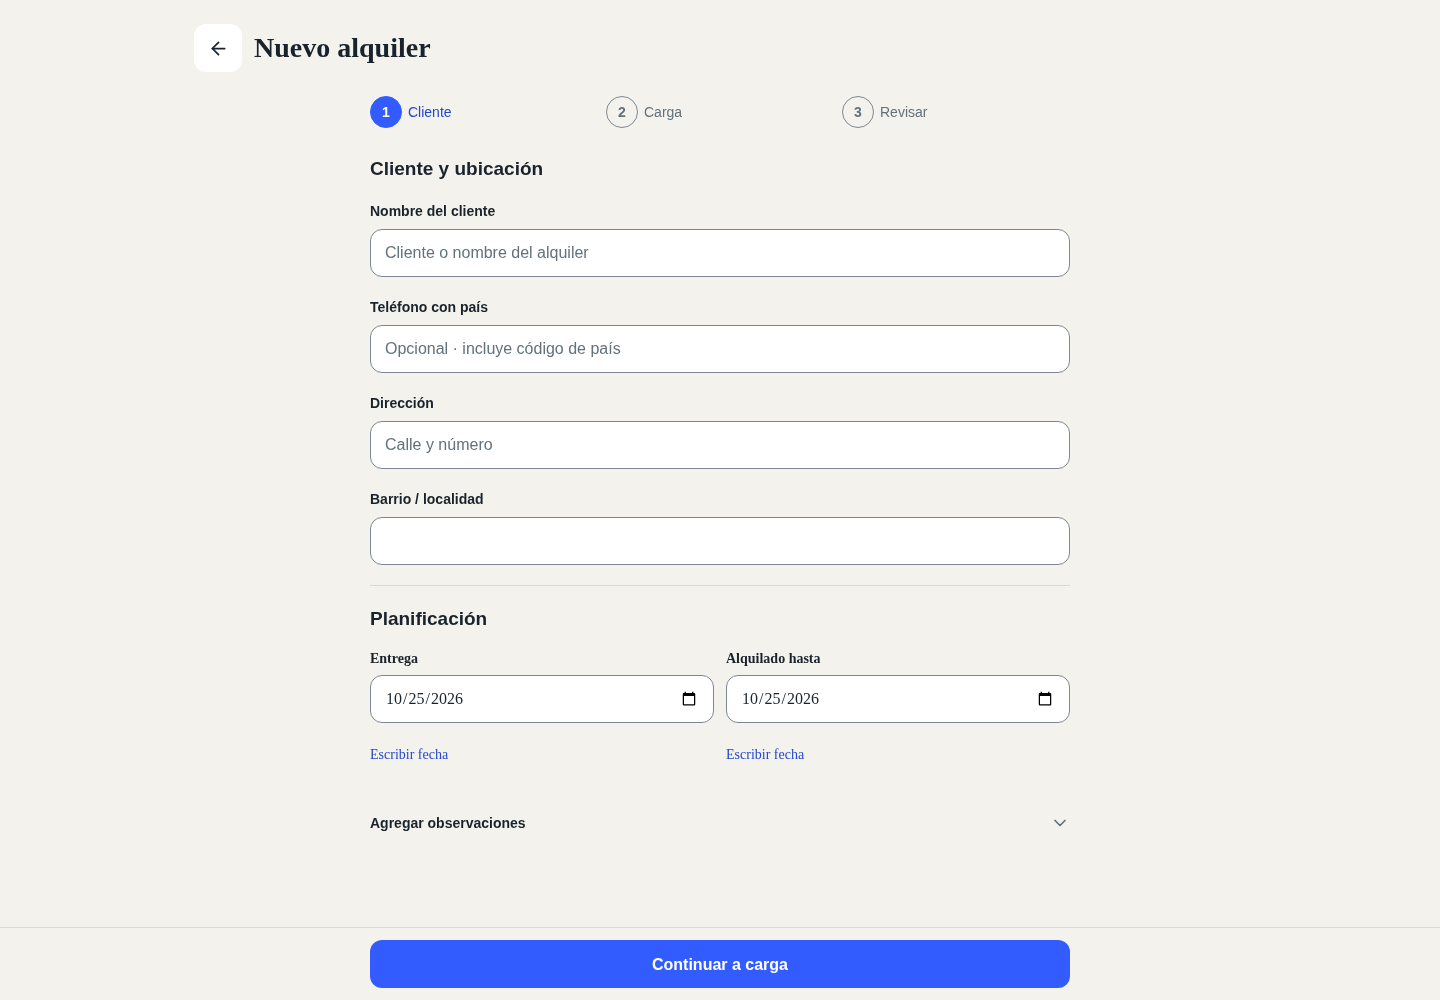 Nuevo alquiler
1 Cliente
2 Carga
3 Revisar
Cliente y ubicación
Nombre del cliente
Cliente o nombre del alquiler
Teléfono con país
Opcional · incluye código de país
Dirección
Calle y número
Barrio / localidad
Planificación
Entrega
Alquilado hasta
10/25/2026
10/25/2026
Escribir fecha
Escribir fecha
Agregar observaciones
Continuar a carga